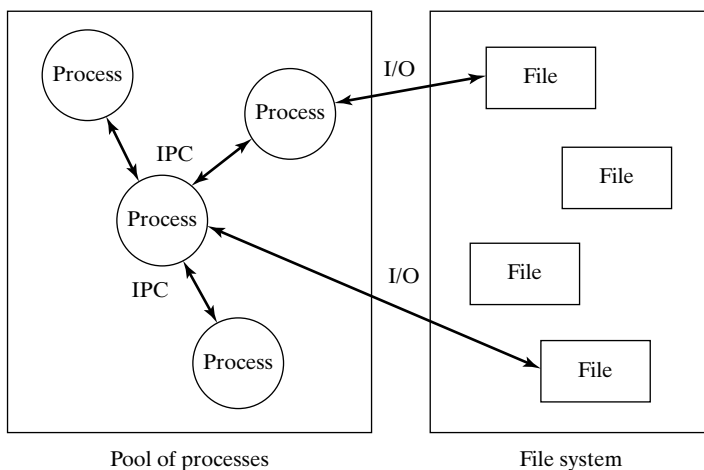 Process
Process
I/O
File
IPC
File
Process
File
I/O
IPC
Process
File
Pool of processes
File system